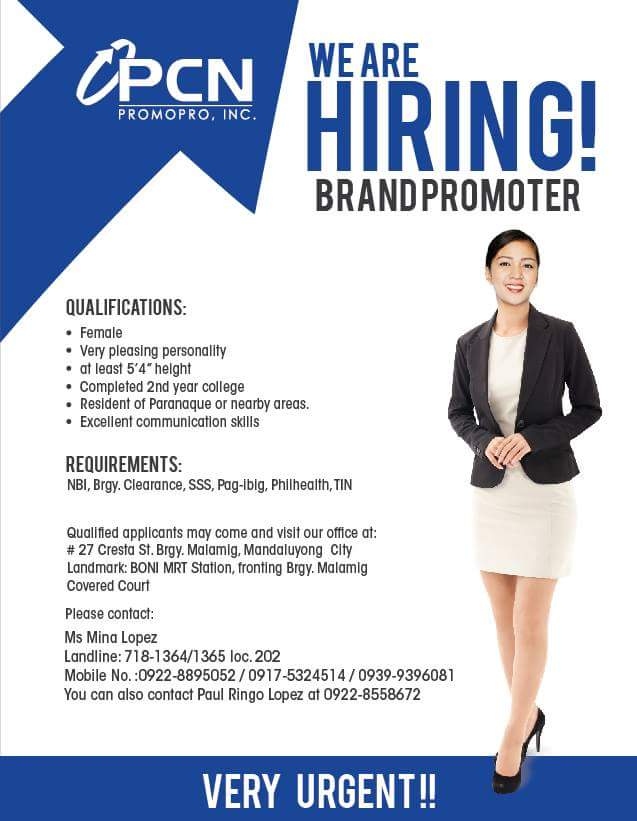 PCN
PROMOPRO, INC.
WE ARE
HIRING!
BRAND PROMOTER
QUALIFICATIONS:
• Female
• Very pleasing personality
• at least 5'4" height
• Completed 2nd year college
• Resident of Paranaque or nearby areas.
• Excellent communication skills
REQUIREMENTS:
NBI, Brgy. Clearance, SSS, Pag-ibig, Philhealth, TIN
Qualified applicants may come and visit our office at:
# 27 Cresta St. Brgy. Malamig, Mandaluyong City
Landmark: BONI MRT Station, fronting Brgy. Malamig
Covered Court
Please contact:
Ms Mina Lopez
Landline: 718-1364/1365 loc. 202
Mobile No. :0922-8895052 / 0917-5324514 / 0939-9396081
You can also contact Paul Ringo Lopez at 0922-8558672
VERY URGENT!!